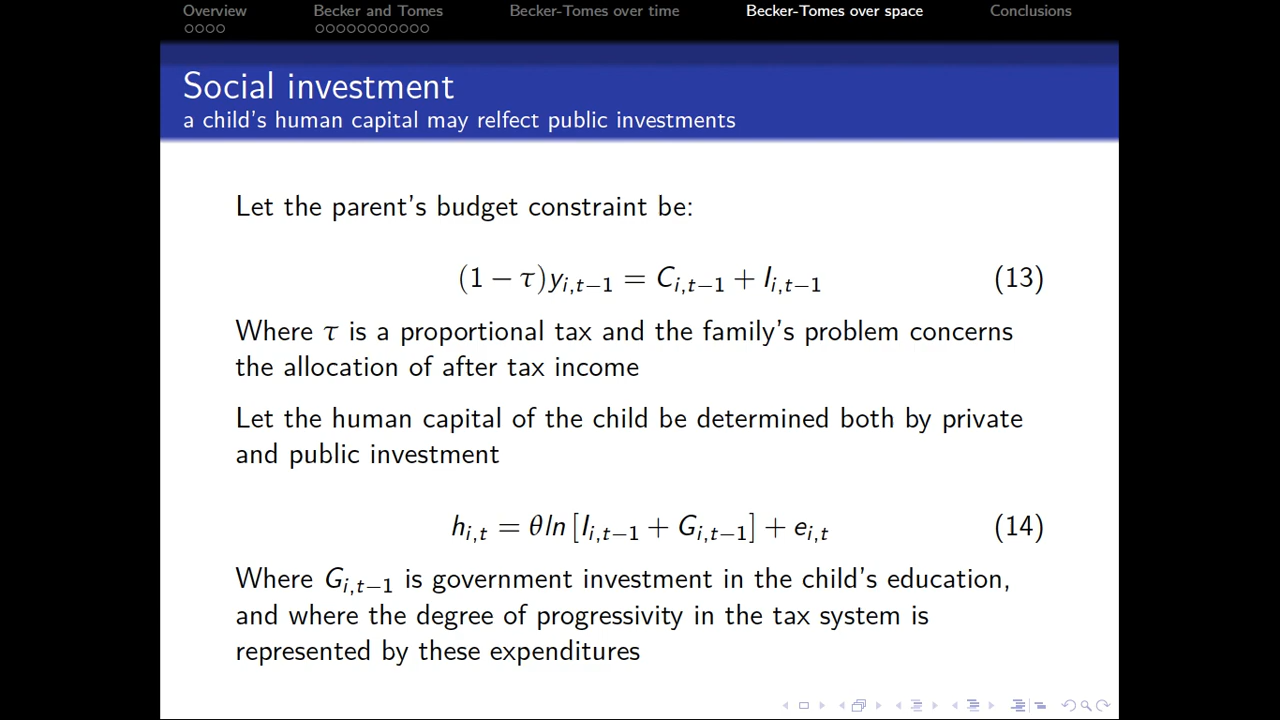 Overview Becker and Tomes Becker-Tomes over time Becker-Tomes over space Conclusions
Social investment
a child's human capital may relfect public investments
Let the parent's budget constraint be:
(1 − τ)y_{i,t−1} = C_{i,t−1} + I_{i,t−1} (13)
Where τ is a proportional tax and the family's problem concerns
the allocation of after tax income
Let the human capital of the child be determined both by private
and public investment
h_{i,t} = θln [I_{i,t−1} + G_{i,t−1}] + e_{i,t} (14)
Where G_{i,t−1} is government investment in the child's education,
and where the degree of progressivity in the tax system is
represented by these expenditures